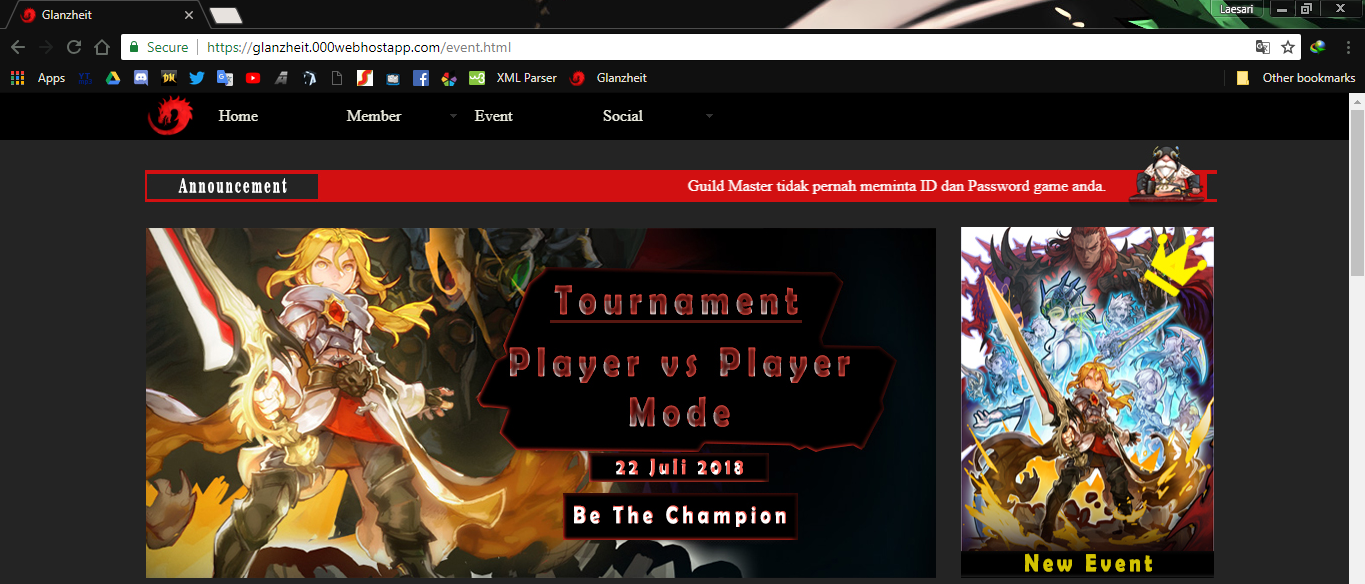 Glanzheit
Laesari
Secure
https://glanzheit.000webhostapp.com/event.html
Apps
XML Parser
Glanzheit
Other bookmarks
Home
Member
Event
Social
Announcement
Guild Master tidak pernah meminta ID dan Password game anda.
Tournament
Player vs Player
Mode
22 Juli 2018
Be The Champion
New Event